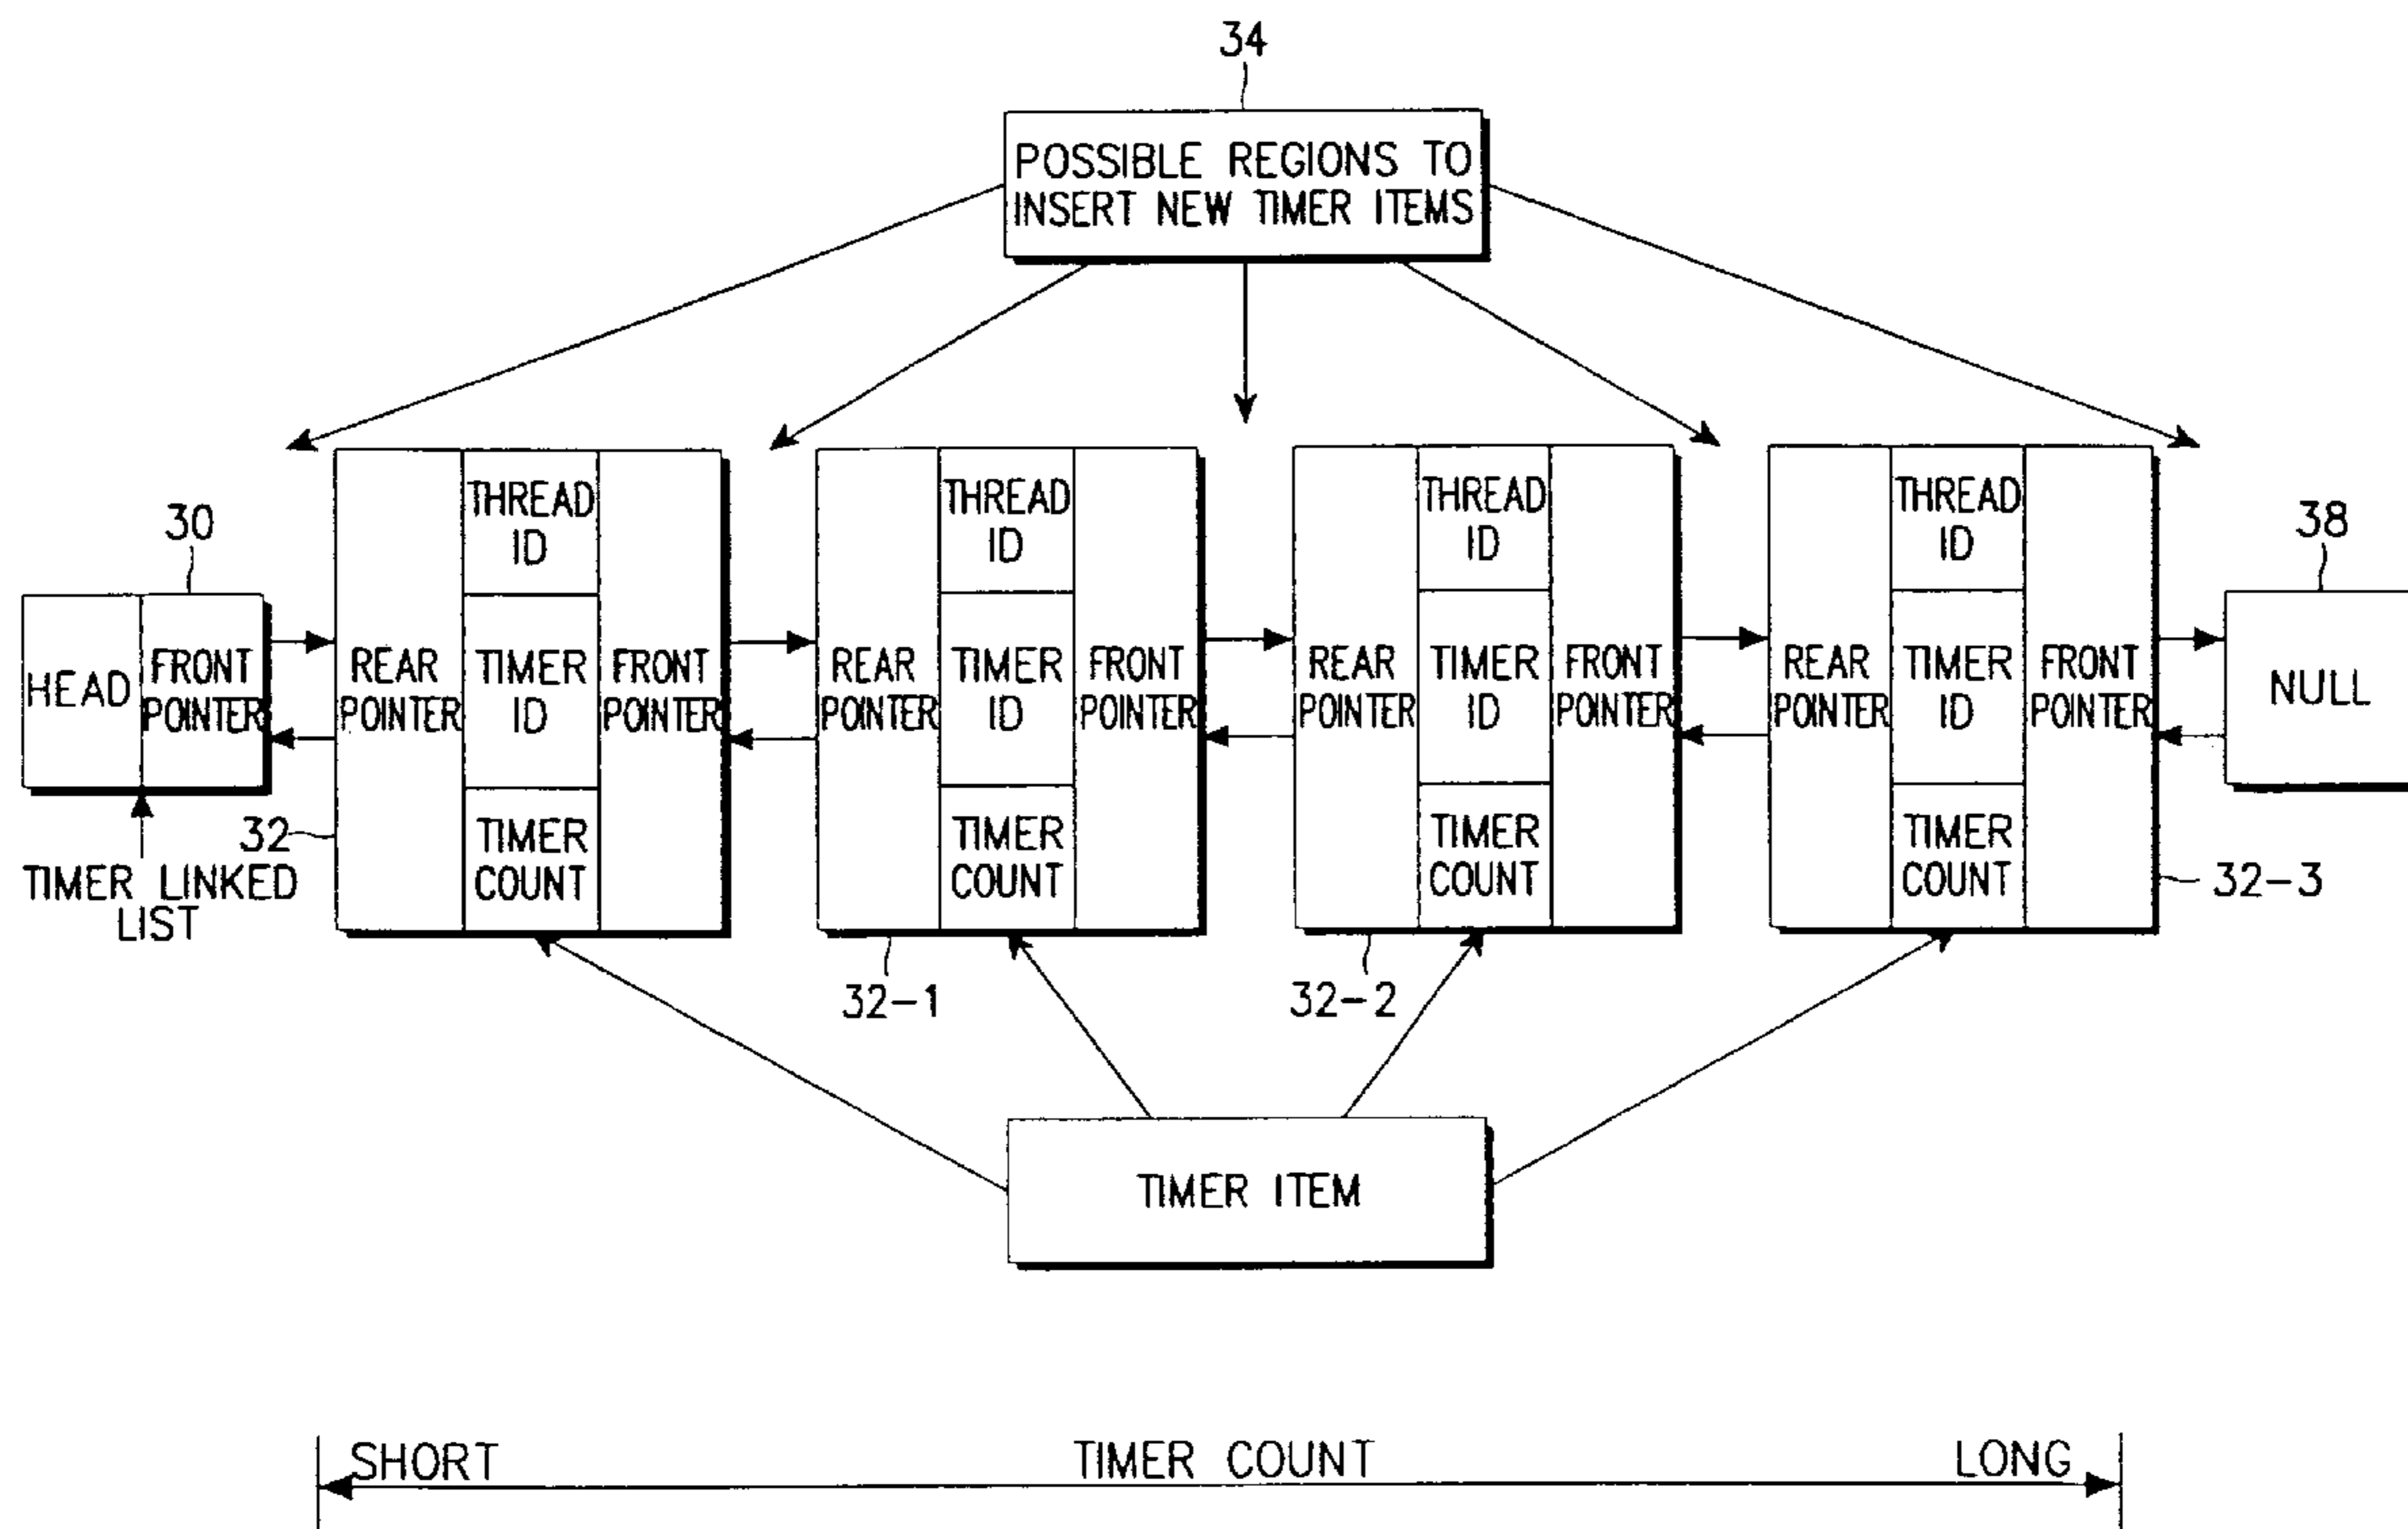 34
POSSIBLE REGIONS TO
INSERT NEW TIMER ITEMS
30
HEAD
FRONT
POINTER
TIMER LINKED
LIST
32
REAR
POINTER
THREAD
ID
TIMER
ID
TIMER
COUNT
FRONT
POINTER
REAR
POINTER
THREAD
ID
TIMER
ID
TIMER
COUNT
FRONT
POINTER
32-1
REAR
POINTER
THREAD
ID
TIMER
ID
TIMER
COUNT
FRONT
POINTER
32-2
REAR
POINTER
THREAD
ID
TIMER
ID
TIMER
COUNT
FRONT
POINTER
32-3
38
NULL
TIMER ITEM
SHORT
TIMER COUNT
LONG